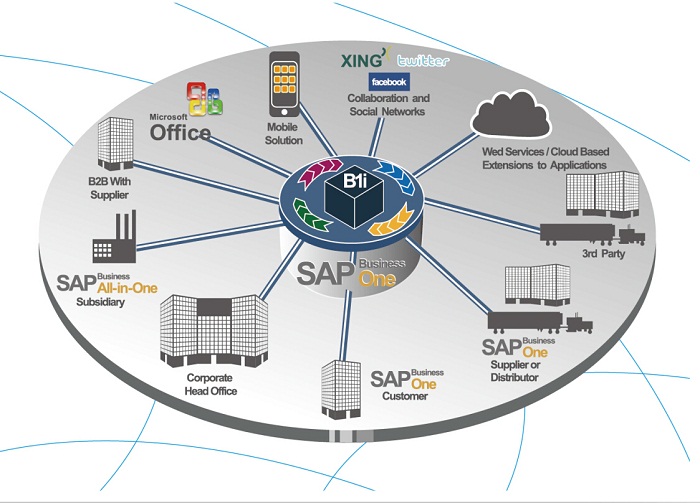 XING twitter
facebook
Collaboration and
Social Networks
Microsoft
Office
Mobile
Solution
Wed Services / Cloud Based
Extensions to Applications
B2B With
Supplier
B1i
3rd Party
SAP Business
All-in-One
Subsidiary
SAP Business
One
SAP Business
One
Supplier or
Distributor
Corporate
Head Office
SAP Business
One
Customer